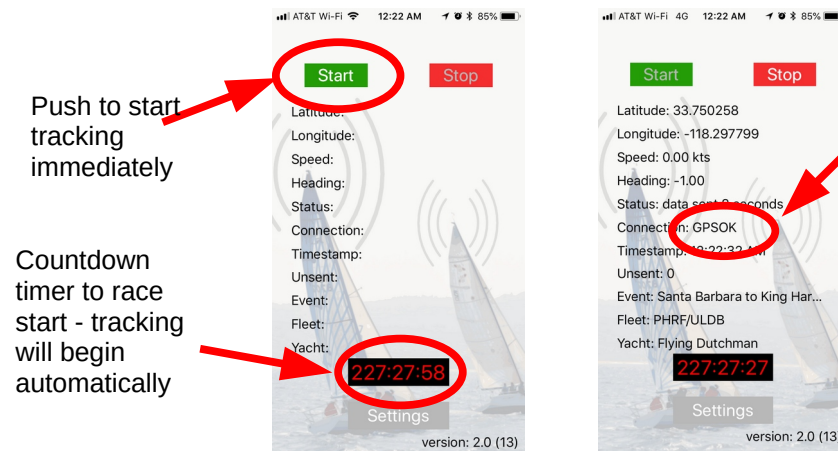 Push to start
tracking
immediately
Countdown
timer to race
start - tracking
will begin
automatically
AT&T Wi-Fi 12:22 AM 85%
Start Stop
Latitude:
Longitude:
Speed:
Heading:
Status:
Connection:
Timestamp:
Unsent:
Event:
Fleet:
Yacht:
227:27:58
Settings
version: 2.0 (13)
AT&T Wi-Fi 4G 12:22 AM 85%
Start Stop
Latitude: 33.750258
Longitude: -118.297799
Speed: 0.00 kts
Heading: -1.00
Status: data sent seconds
Connection: GPSOK
Timestamp: 12:22:32 AM
Unsent: 0
Event: Santa Barbara to King Har...
Fleet: PHRF/ULDB
Yacht: Flying Dutchman
227:27:27
Settings
version: 2.0 (13)